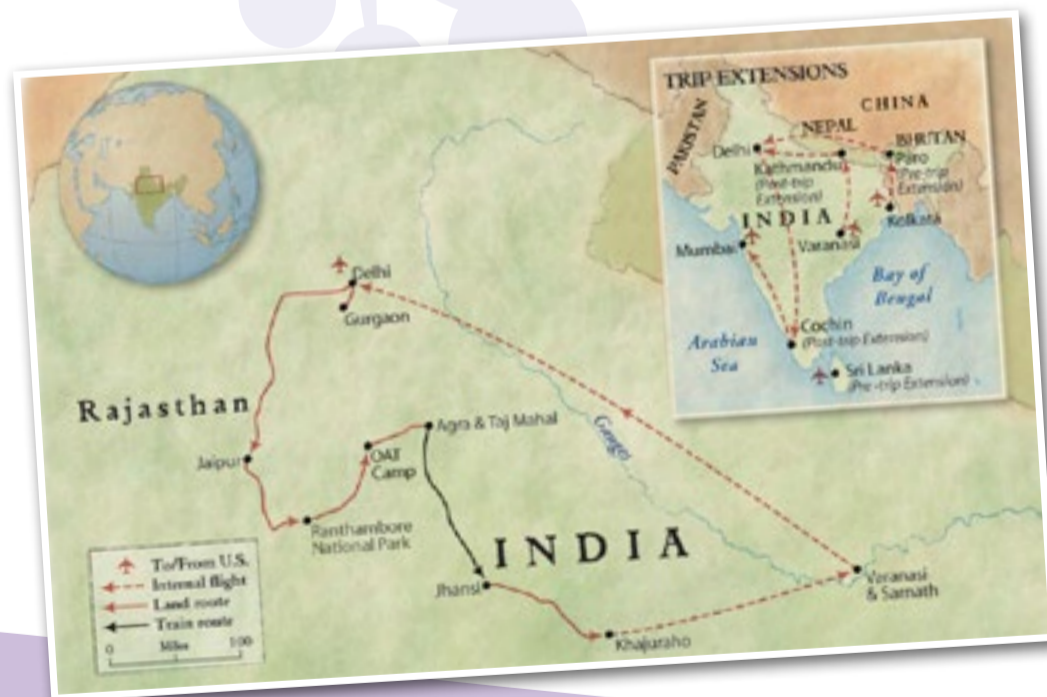 TRIP EXTENSIONS
CHINA
PAKISTAN
NEPAL
BHUTAN
Delhi
Paro
(Pre-trip
Extension)
Kathmandu
(Post-trip
Extension)
INDIA
Kolkata
Mumbai
Varanasi
Bay of
Bengal
Cochin
(Post-trip Extension)
Arabian
Sea
Sri Lanka
(Pre-trip Extension)
Delhi
Gurgaon
Rajasthan
Agra & Taj Mahal
Ganges
Jaipur
OAT
Camp
Ranthambore
National Park
INDIA
Jhansi
Varanasi
& Sarnath
Khajuraho
To/From U.S.
Internal flight
Land route
Train route
0 Miles 100